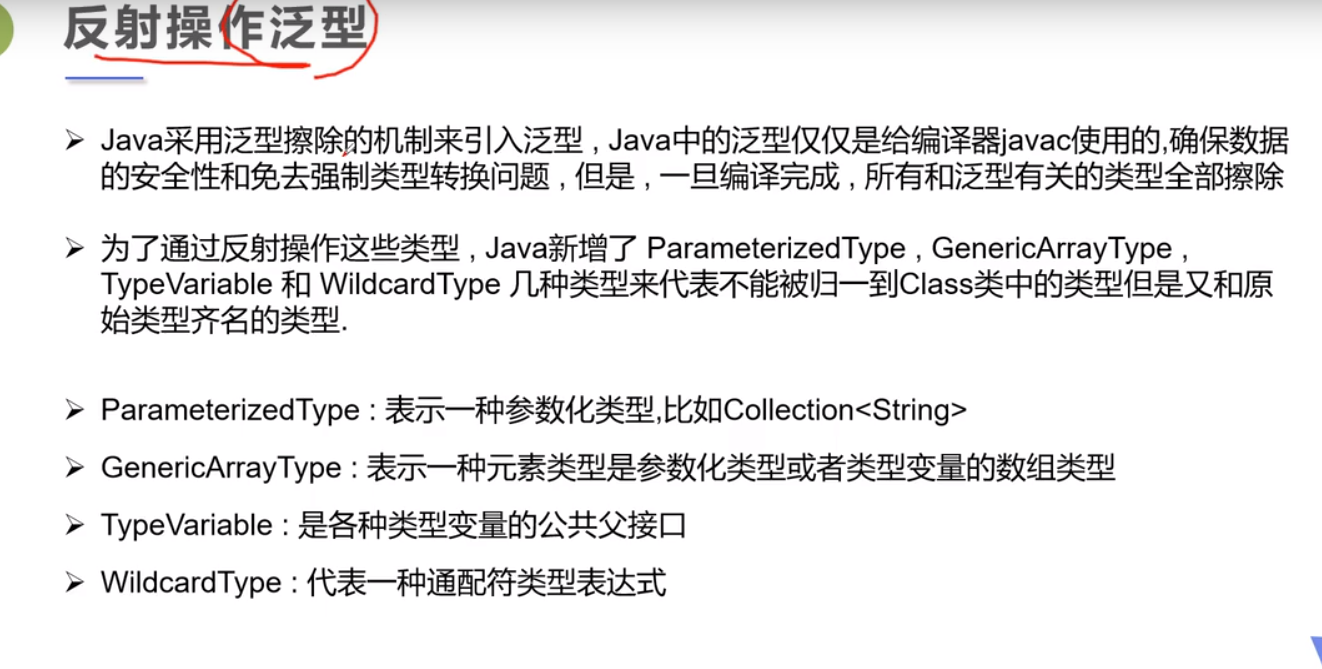 反射操作泛型
➢ Java采用泛型擦除的机制来引入泛型 , Java中的泛型仅仅是给编译器javac使用的,确保数据
的安全性和免去强制类型转换问题 , 但是 , 一旦编译完成 , 所有和泛型有关的类型全部擦除
➢ 为了通过反射操作这些类型 , Java新增了 ParameterizedType , GenericArrayType ,
TypeVariable 和 WildcardType 几种类型来代表不能被归一到Class类中的类型但是又和原
始类型齐名的类型.
➢ ParameterizedType : 表示一种参数化类型,比如Collection<String>
➢ GenericArrayType : 表示一种元素类型是参数化类型或者类型变量的数组类型
➢ TypeVariable : 是各种类型变量的公共父接口
➢ WildcardType : 代表一种通配符类型表达式